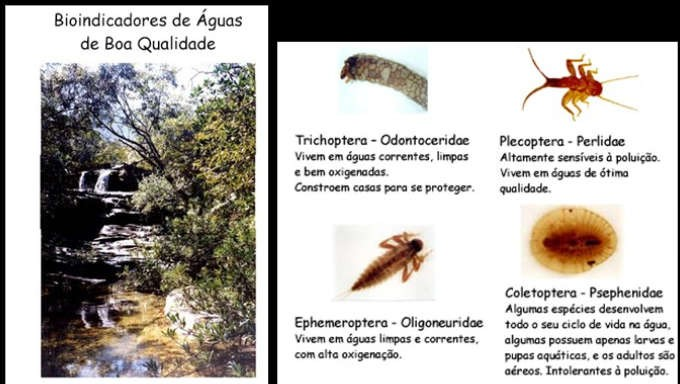 Bioindicadores de Águas
de Boa Qualidade
Trichoptera – Odontoceridae
Vivem em águas correntes, limpas
e bem oxigenadas.
Constroem casas para se proteger.
Plecoptera - Perlidae
Altamente sensíveis à poluição.
Vivem em águas de ótima
qualidade.
Ephemeroptera - Oligoneuridae
Vivem em águas limpas e correntes,
com alta oxigenação.
Coletoptera - Psephenidae
Algumas espécies desenvolvem
todo o seu ciclo de vida na água,
algumas possuem apenas larvas e
pupas aquáticas, e os adultos são
aéreos. Intolerantes à poluição.